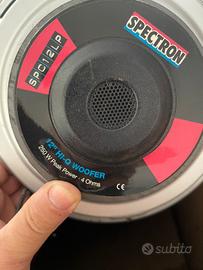 SPECTRON
SPC12LP
12" HI-Q WOOFER
250 W Peak Power · 4 Ohms
CE
subito